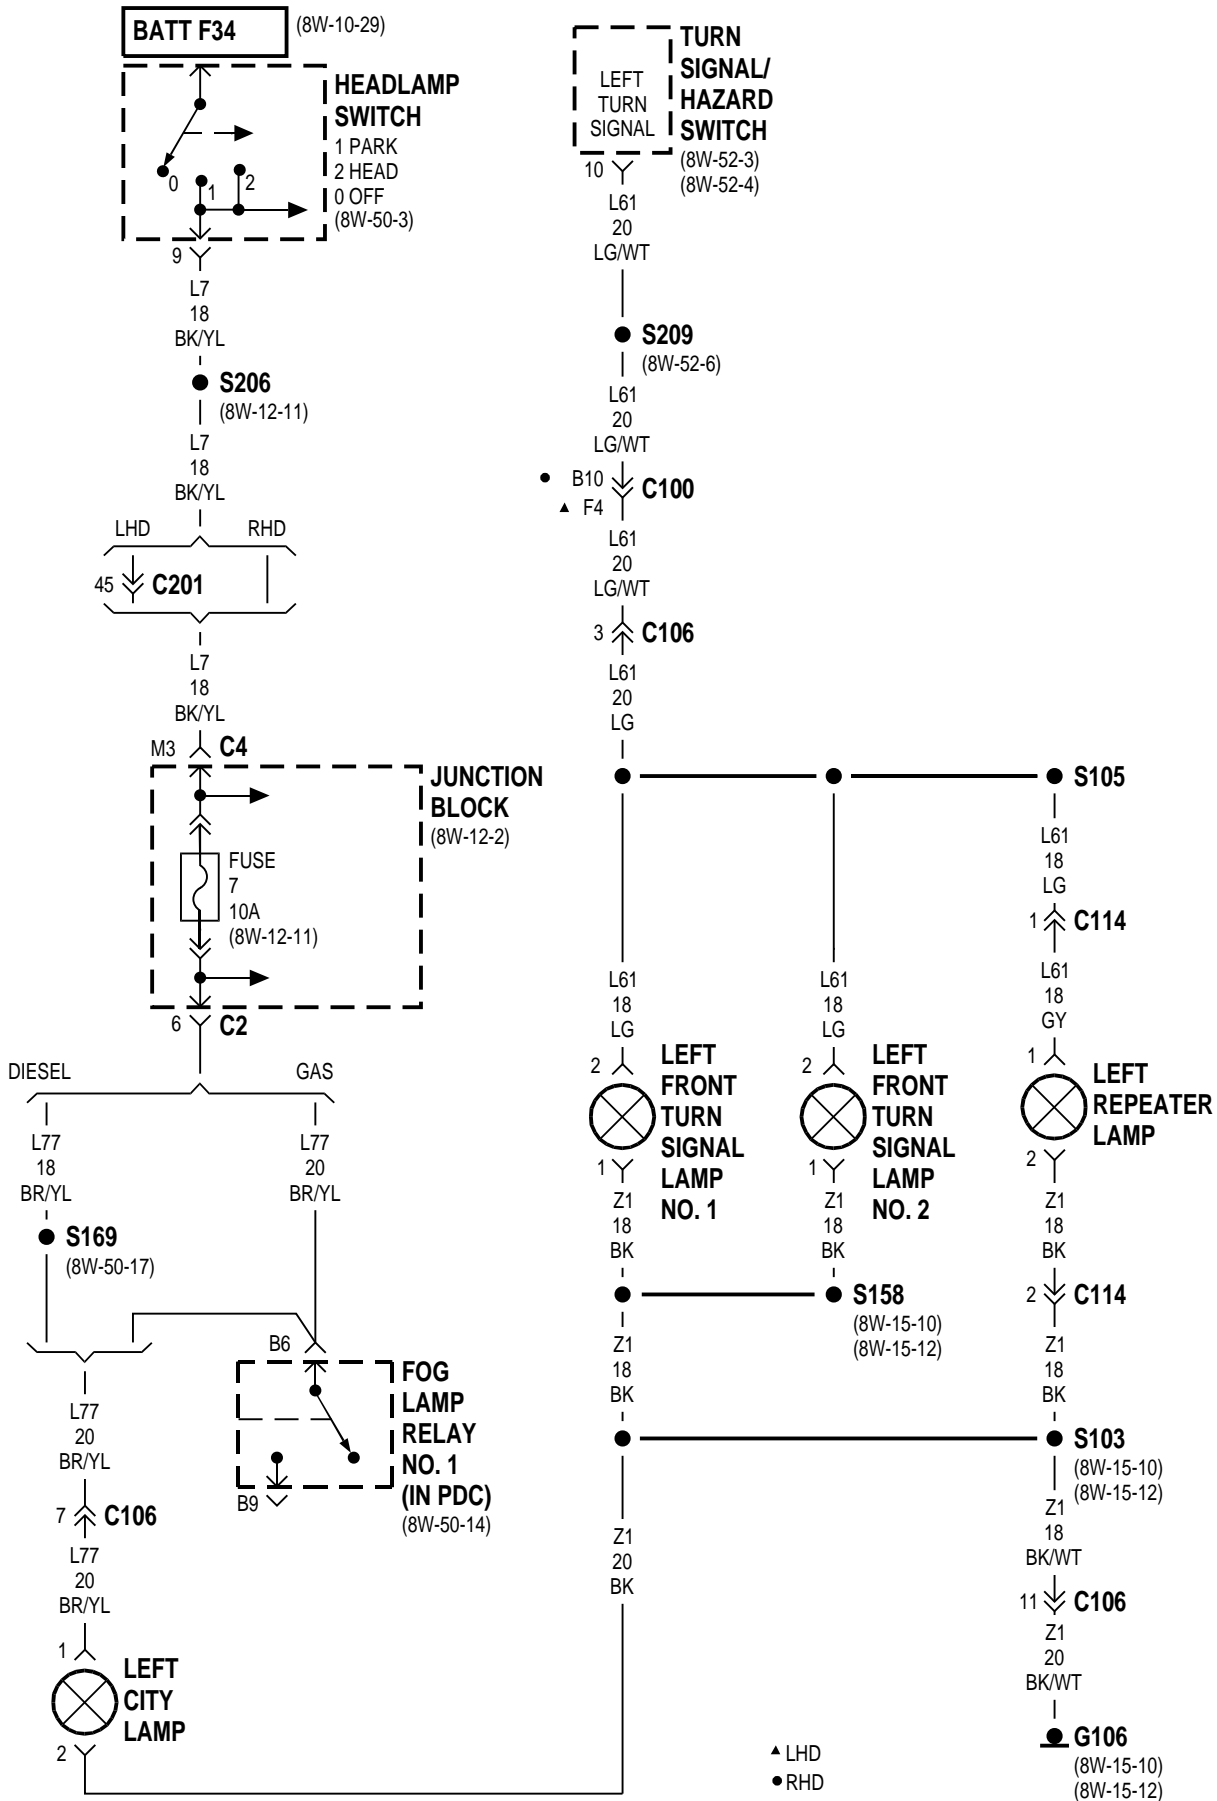 BATT F34
(8W-10-29)
HEADLAMP
SWITCH
1 PARK
2 HEAD
0 OFF
(8W-50-3)
0
1
2
9
L7
18
BK/YL
S206
(8W-12-11)
L7
18
BK/YL
LHD
RHD
45
C201
L7
18
BK/YL
M3
C4
JUNCTION
BLOCK
(8W-12-2)
FUSE
7
10A
(8W-12-11)
6
C2
DIESEL
GAS
L77
18
BR/YL
L77
20
BR/YL
S169
(8W-50-17)
B6
FOG
LAMP
RELAY
NO. 1
(IN PDC)
(8W-50-14)
B9
L77
20
BR/YL
7
C106
L77
20
BR/YL
1
LEFT
CITY
LAMP
2
LEFT
TURN
SIGNAL
TURN
SIGNAL/
HAZARD
SWITCH
(8W-52-3)
(8W-52-4)
10
L61
20
LG/WT
S209
(8W-52-6)
L61
20
LG/WT
● B10
▲ F4
C100
L61
20
LG/WT
3
C106
L61
20
LG
S105
L61
18
LG
1
C114
L61
18
GY
L61
18
LG
L61
18
LG
2
LEFT
FRONT
TURN
SIGNAL
LAMP
NO. 1
1
2
LEFT
FRONT
TURN
SIGNAL
LAMP
NO. 2
1
1
LEFT
REPEATER
LAMP
2
Z1
18
BK
Z1
18
BK
Z1
18
BK
S158
(8W-15-10)
(8W-15-12)
2
C114
Z1
18
BK
Z1
18
BK
S103
(8W-15-10)
(8W-15-12)
Z1
20
BK
Z1
18
BK/WT
11
C106
Z1
20
BK/WT
G106
(8W-15-10)
(8W-15-12)
▲ LHD
● RHD